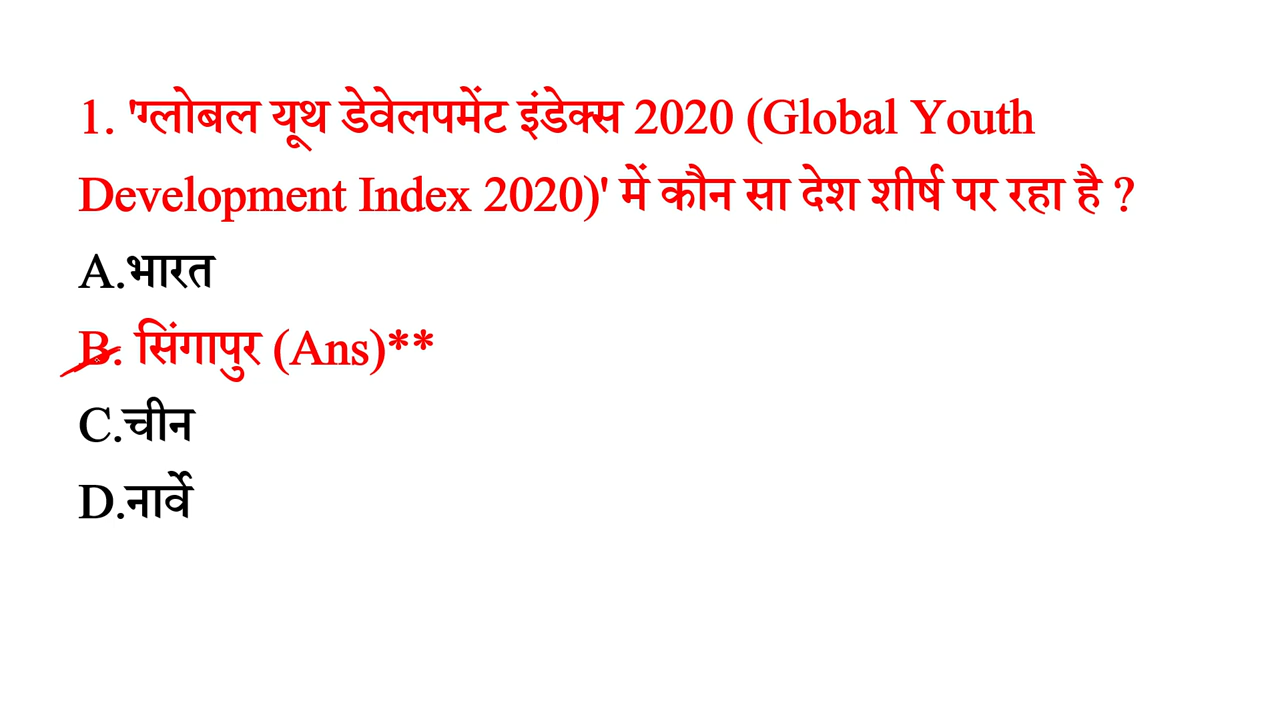 1. 'ग्लोबल यूथ डेवेलपमेंट इंडेक्स 2020 (Global Youth
Development Index 2020)' में कौन सा देश शीर्ष पर रहा है ?
A.भारत
B. सिंगापुर (Ans)**
C.चीन
D.नार्वे